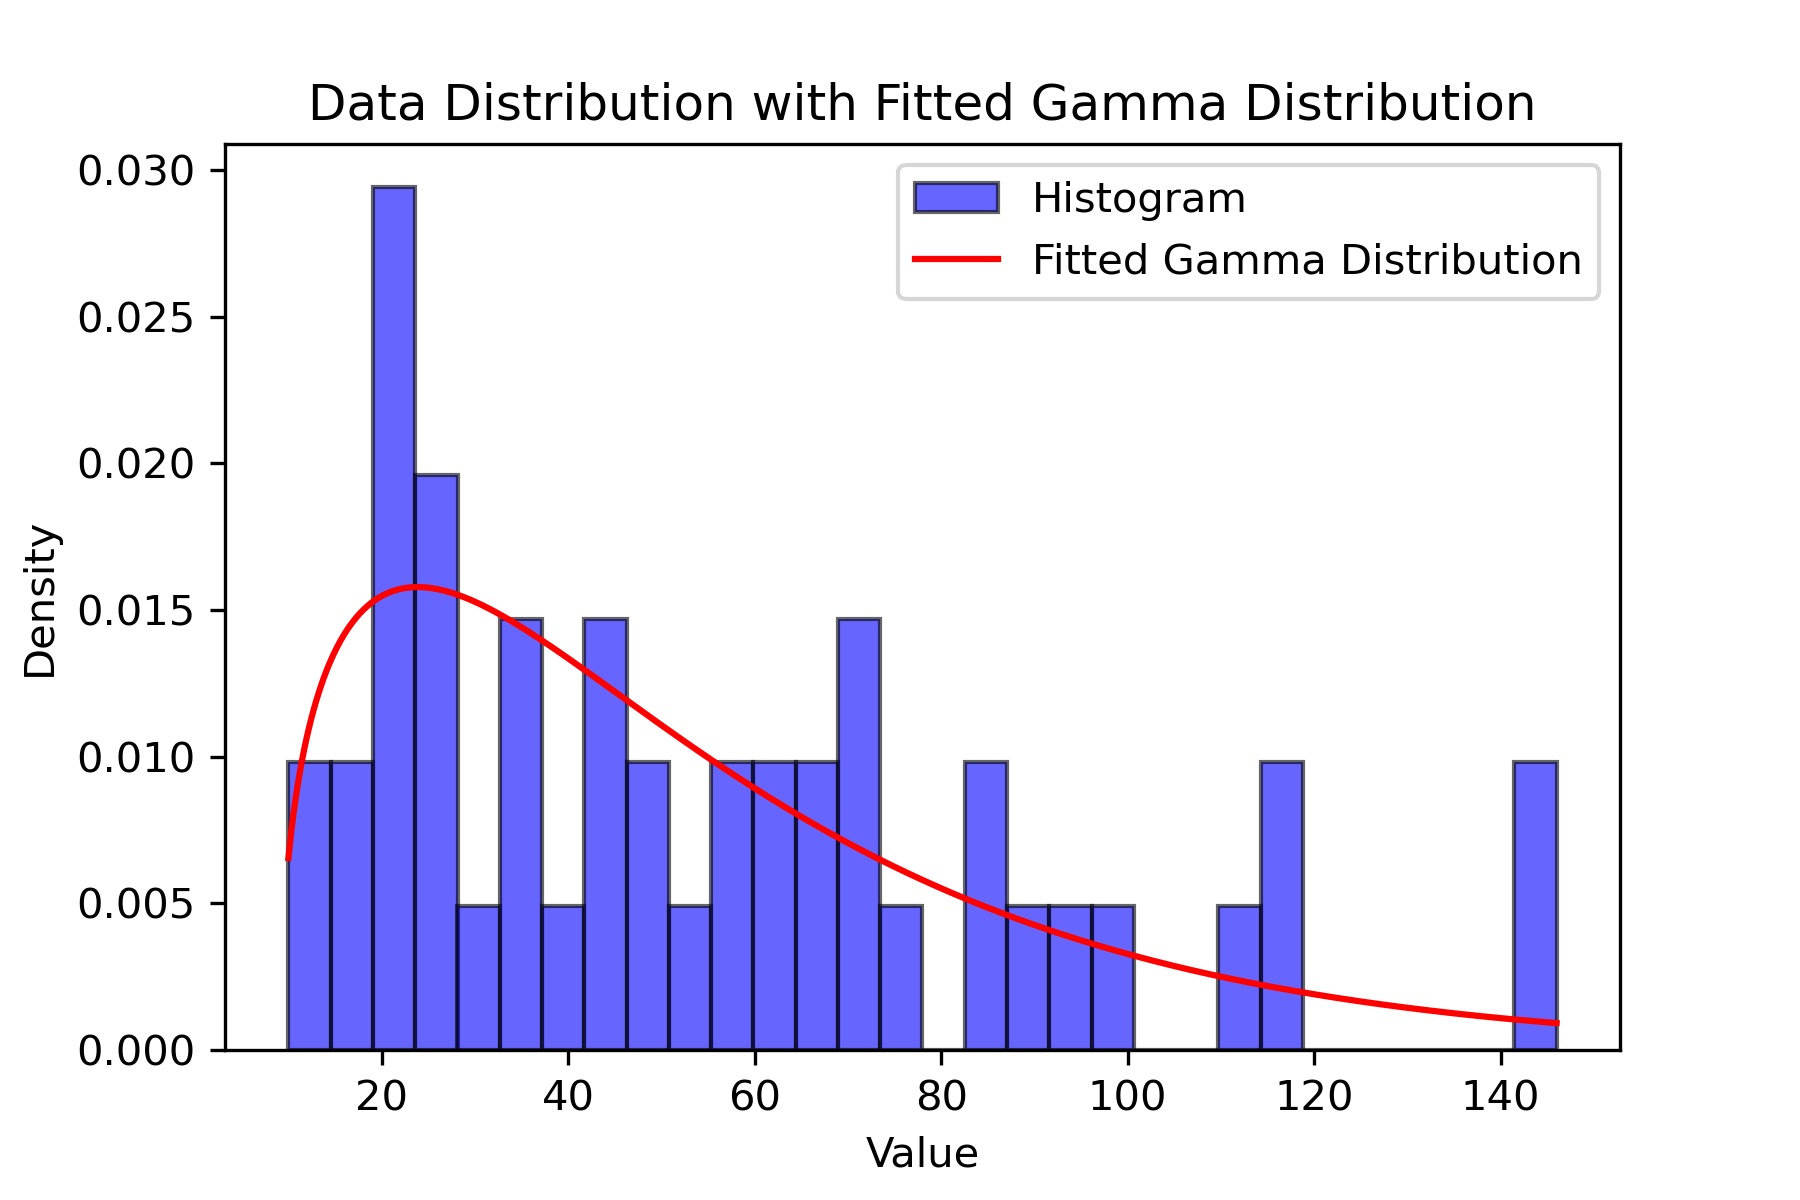 Data Distribution with Fitted Gamma Distribution
Histogram
Fitted Gamma Distribution
0.030
0.025
0.020
0.015
0.010
0.005
0.000
Density
20 40 60 80 100 120 140
Value